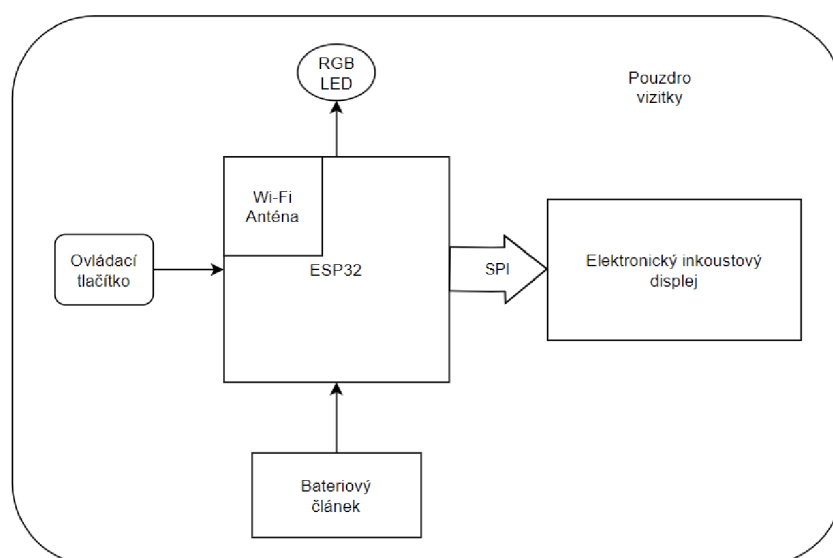 RGB
LED
Pouzdro
vizitky
Wi-Fi
Anténa
Ovládací
tlačítko
ESP32
SPI
Elektronický inkoustový
displej
Bateriový
článek